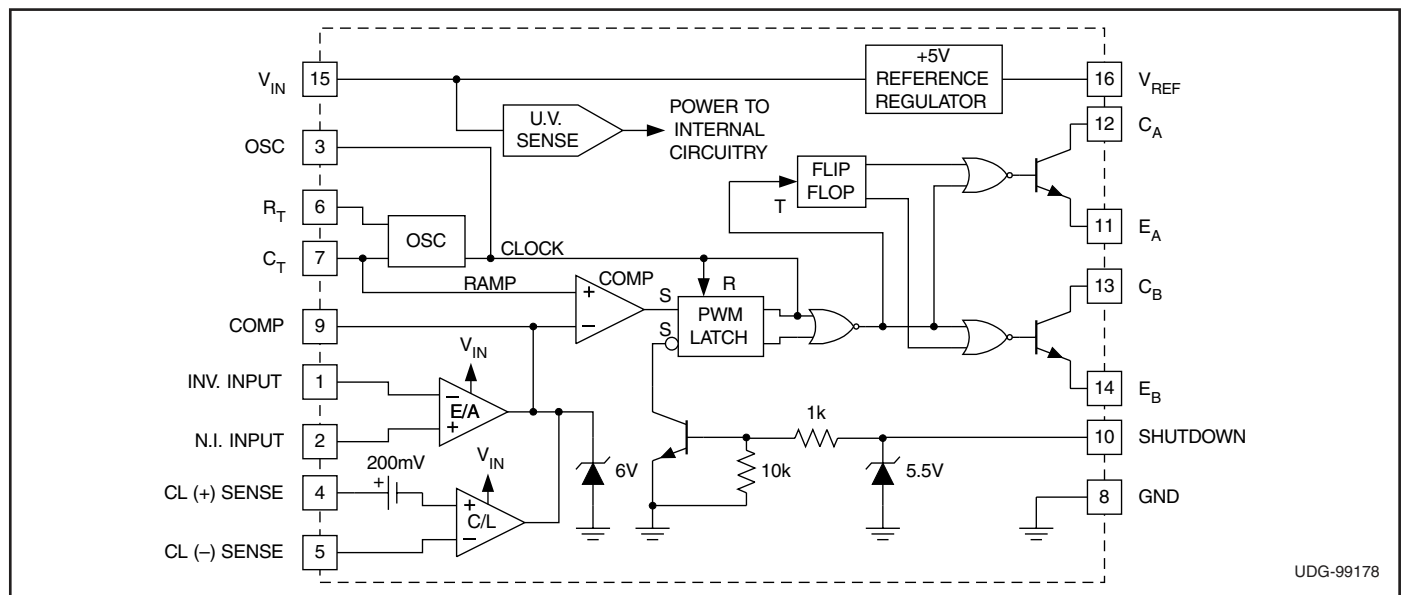 V_IN
15
+5V
REFERENCE
REGULATOR
16
V_REF
U.V.
SENSE
POWER TO
INTERNAL
CIRCUITRY
12
C_A
OSC
3
FLIP
FLOP
T
R_T
6
11
E_A
OSC
CLOCK
C_T
7
RAMP
COMP
+
−
S
R
13
C_B
COMP
9
S
PWM
LATCH
V_IN
INV. INPUT
1
−
E/A
+
14
E_B
N.I. INPUT
2
1k
10
SHUTDOWN
200mV
+
V_IN
6V
10k
5.5V
CL (+) SENSE
4
+
C/L
−
8
GND
CL (–) SENSE
5
UDG-99178